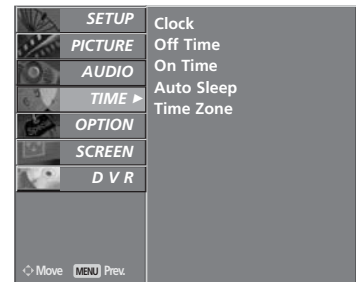 SETUP
PICTURE
AUDIO
TIME ►
OPTION
SCREEN
D V R
Move MENU Prev.
Clock
Off Time
On Time
Auto Sleep
Time Zone